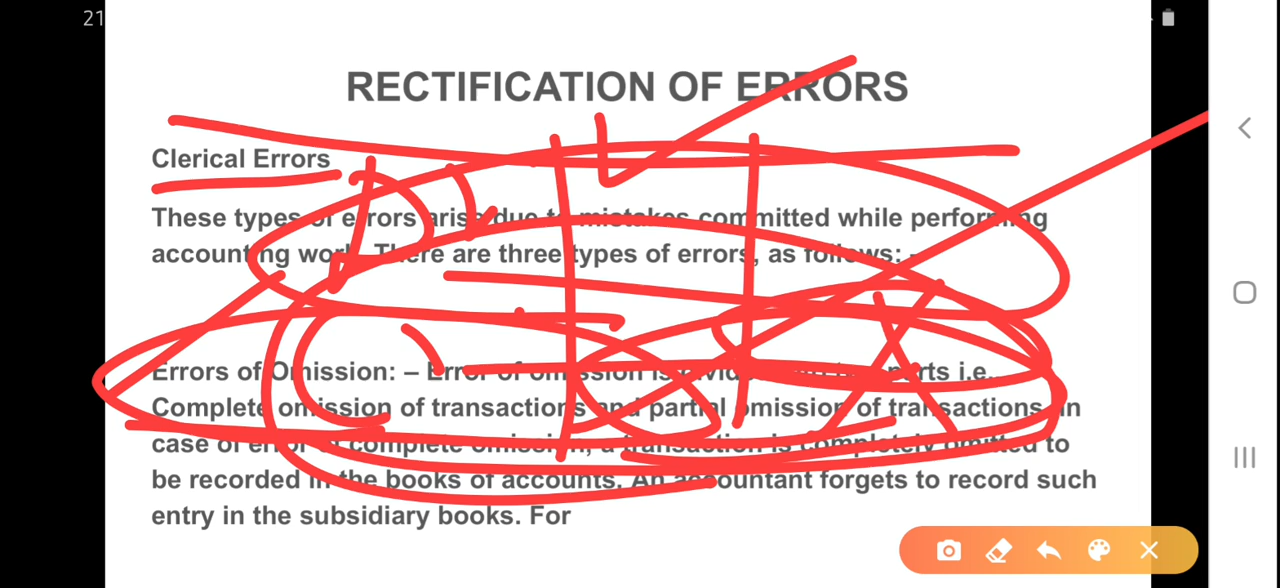 21
RECTIFICATION OF ERRORS
Clerical Errors
These types of errors arise due to mistakes committed while performing
accounting work. There are three types of errors, as follows: -
Errors of Omission: – Error of omission is divided into two parts i.e.
Complete omission of transactions and partial omission of transactions. In
case of error of complete omission, a transaction is completely omitted to
be recorded in the books of accounts. An accountant forgets to record such
entry in the subsidiary books. For